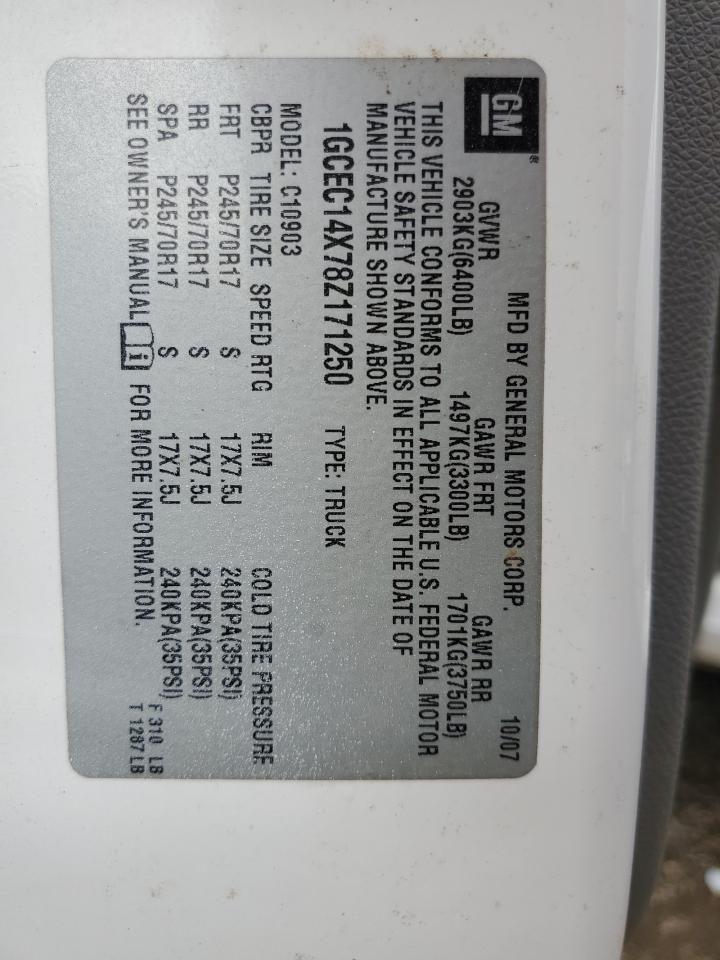 GM®
MFD BY GENERAL MOTORS CORP. 10/07
GVWR GAWR FRT GAWR RR
2903KG(6400LB) 1497KG(3300LB) 1701KG(3750LB)
THIS VEHICLE CONFORMS TO ALL APPLICABLE U.S. FEDERAL MOTOR
VEHICLE SAFETY STANDARDS IN EFFECT ON THE DATE OF
MANUFACTURE SHOWN ABOVE.
1GCEC14X78Z171250 TYPE: TRUCK
MODEL: C10903
CBPR TIRE SIZE SPEED RTG RIM COLD TIRE PRESSURE
FRT P245/70R17 S 17X7.5J 240KPA(35PSI)
RR P245/70R17 S 17X7.5J 240KPA(35PSI)
SPA P245/70R17 S 17X7.5J 240KPA(35PSI) F 310 LB
SEE OWNER'S MANUAL i FOR MORE INFORMATION. T 1287 LB